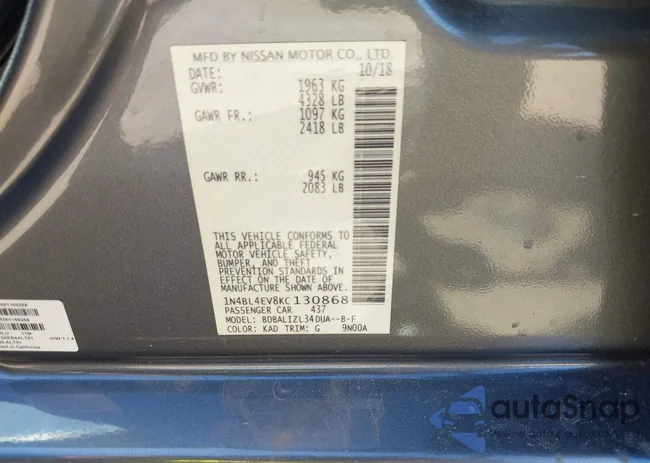 MFD BY NISSAN MOTOR CO., LTD.
DATE: 10/18
GVWR: 1963 KG
4328 LB
GAWR FR.: 1097 KG
2418 LB
GAWR RR.: 945 KG
2083 LB
THIS VEHICLE CONFORMS TO
ALL APPLICABLE FEDERAL
MOTOR VEHICLE SAFETY,
BUMPER, AND THEFT
PREVENTION STANDARDS
IN EFFECT ON THE DATE OF
MANUFACTURE SHOWN ABOVE.
1N4BL4EV8KC130868
PASSENGER CAR 437
MODEL: BDBALIZL34DUA--B-F
COLOR: KAD TRIM: G 9N00A
in California
autoSnap